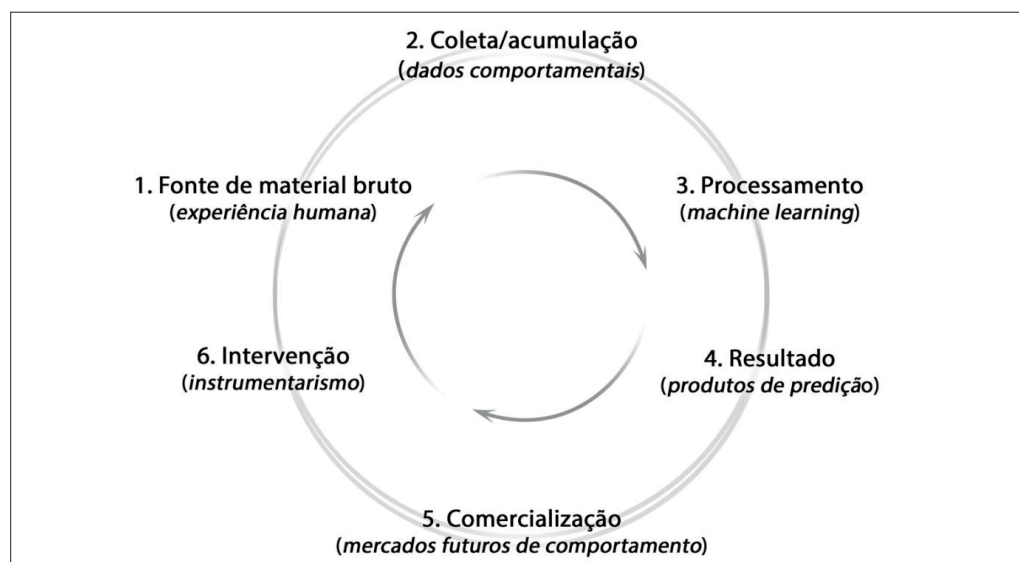 2. Coleta/acumulação
(dados comportamentais)
1. Fonte de material bruto
(experiência humana)
3. Processamento
(machine learning)
6. Intervenção
(instrumentarismo)
4. Resultado
(produtos de predição)
5. Comercialização
(mercados futuros de comportamento)